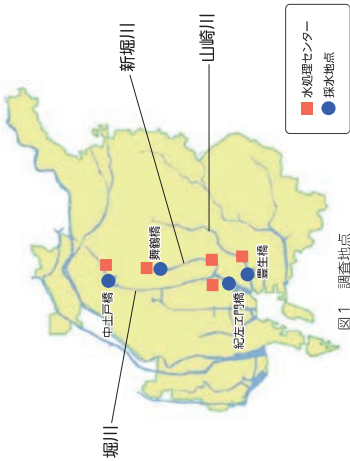 新堀川
山崎川
水処理センター
採水地点
中土戸橋
舞鶴橋
紀左ヱ門橋
豊生橋
堀川
図1 調査地点